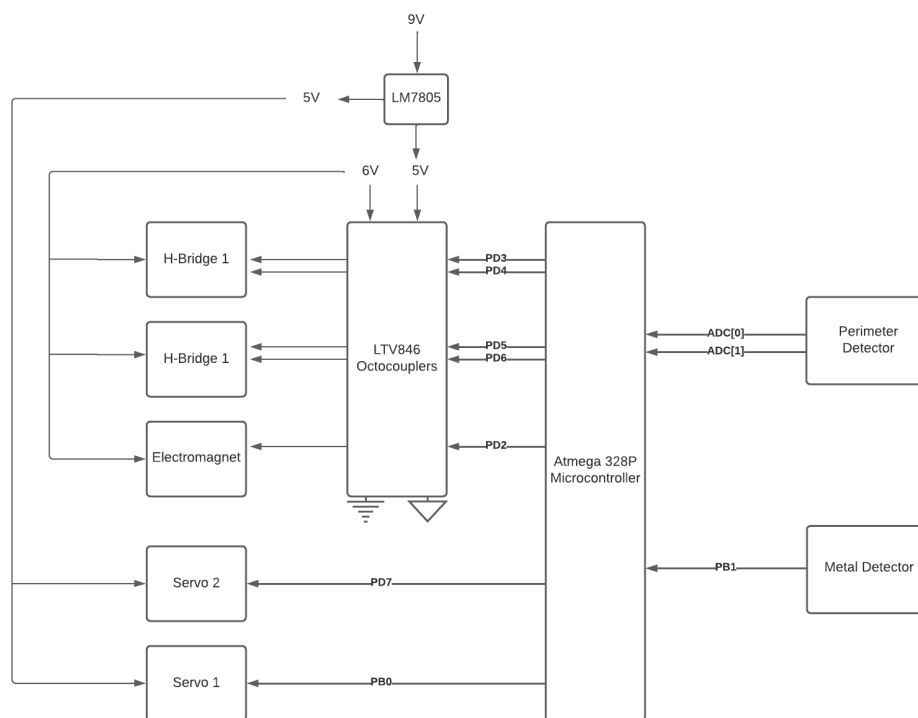 9V
5V
LM7805
6V
5V
H-Bridge 1
PD3
PD4
ADC[0]
ADC[1]
Perimeter
Detector
H-Bridge 1
LTV846
Octocouplers
PD5
PD6
Electromagnet
PD2
Atmega 328P
Microcontroller
Servo 2
PD7
PB1
Metal Detector
Servo 1
PB0